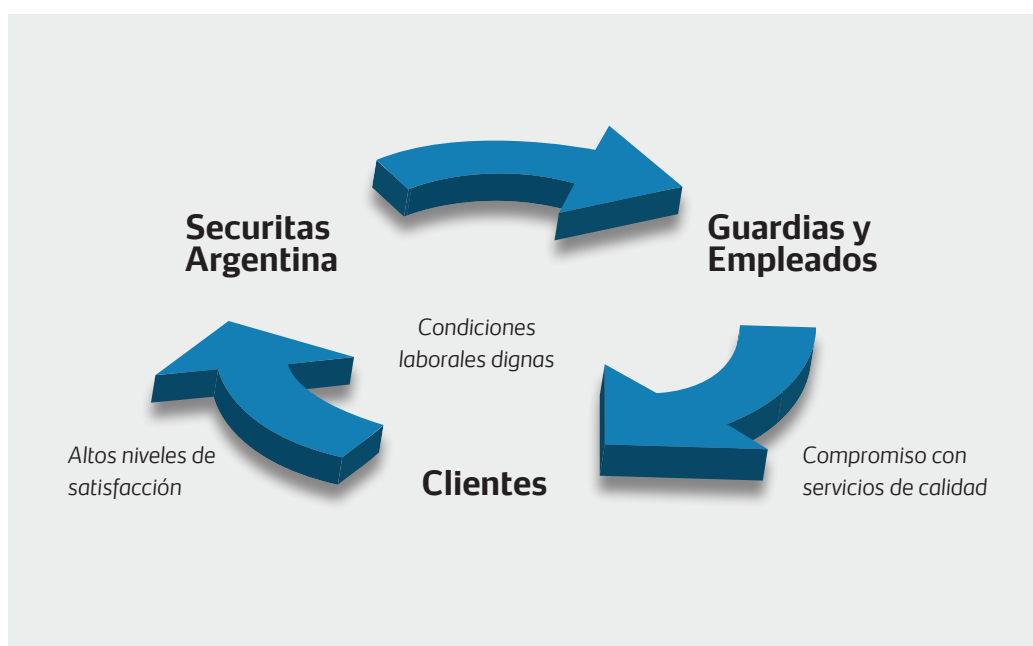 Securitas
Argentina
Guardias y
Empleados
Condiciones
laborales dignas
Altos niveles de
satisfacción
Clientes
Compromiso con
servicios de calidad